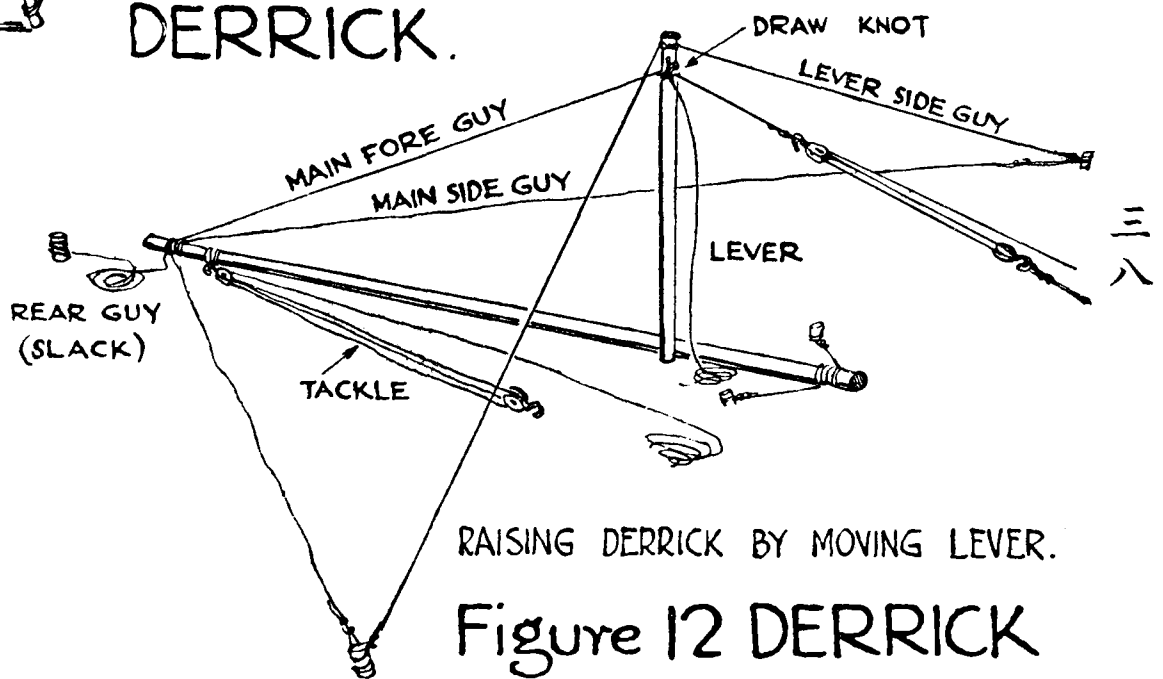 DERRICK.
DRAW KNOT
LEVER SIDE GUY
MAIN FORE GUY
MAIN SIDE GUY
三八
LEVER
REAR GUY
(SLACK)
TACKLE
RAISING DERRICK BY MOVING LEVER.
Figure 12 DERRICK